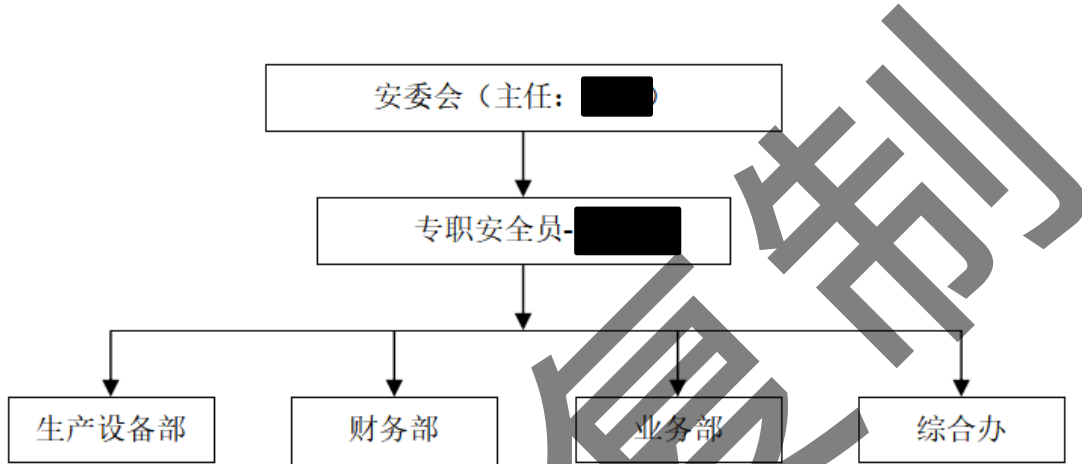 安委会（主任：）
专职安全员-
生产设备部
财务部
业务部
综合办
复制